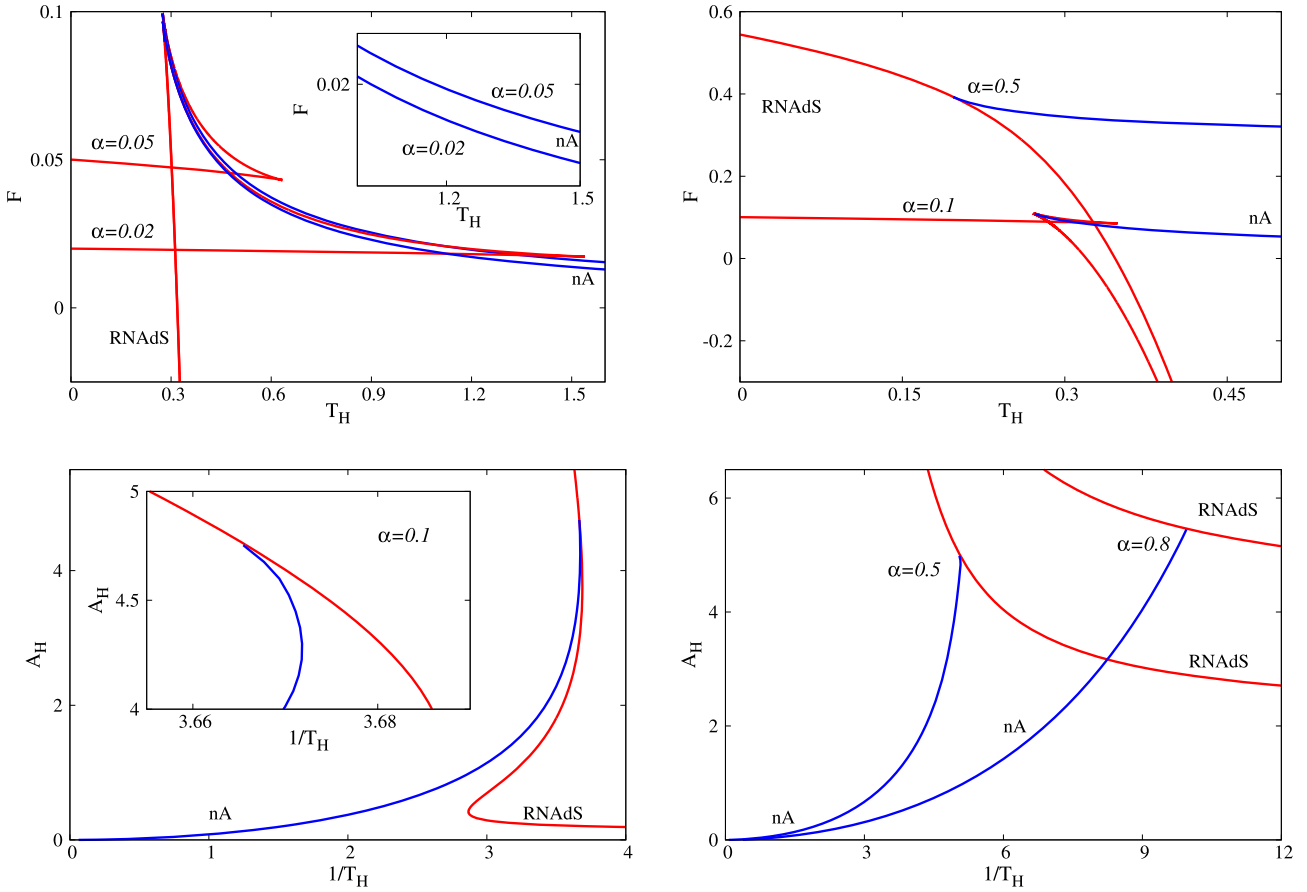 0.1
0.05
0
F
α=0.05
α=0.02
RNAdS
nA
0
0.3
0.6
0.9
1.2
1.5
T_H
0.02
F
α=0.05
nA
α=0.02
1.2
1.5
T_H
0.6
0.4
0.2
0
-0.2
F
RNAdS
α=0.5
α=0.1
nA
0
0.15
0.3
0.45
T_H
4
2
0
A_H
nA
RNAdS
0
1
2
3
4
1/T_H
5
4.5
4
A_H
α=0.1
3.66
3.68
1/T_H
6
4
2
0
A_H
RNAdS
α=0.8
α=0.5
RNAdS
nA
nA
0
3
6
9
12
1/T_H